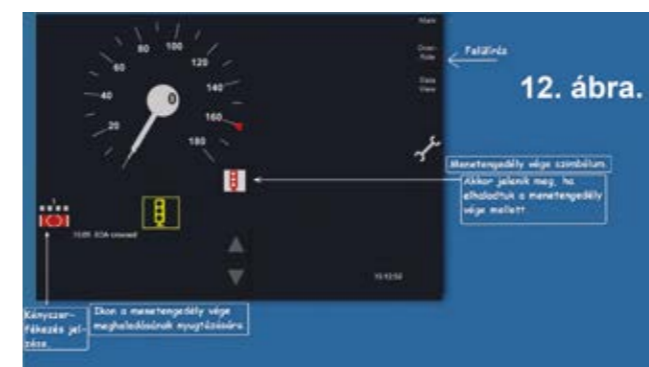 Main
Over-
ride
Data
View
Felülírás
12. ábra.
20
40
60
80
100
120
140
160
180
0
Menetengedély vége szimbólum.
Akkor jelenik meg, ha
elhaladtuk a menetengedély
vége mellett.
EOA
Kényszer-
fékezés jel-
zése.
Ikon a menetengedély vége
meghaladásának nyugtázására